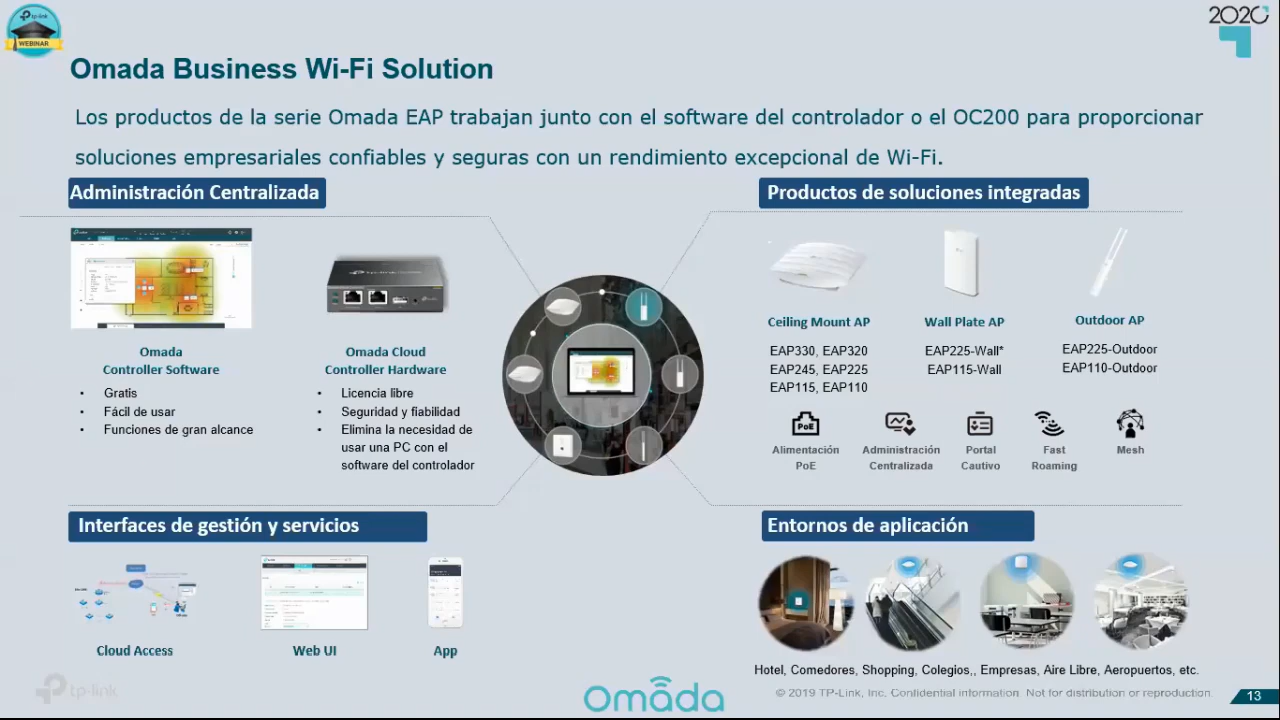 tp-link
WEBINAR
2020
Omada Business Wi-Fi Solution
Los productos de la serie Omada EAP trabajan junto con el software del controlador o el OC200 para proporcionar
soluciones empresariales confiables y seguras con un rendimiento excepcional de Wi-Fi.
Administración Centralizada
Omada
Controller Software
• Gratis
• Fácil de usar
• Funciones de gran alcance
Omada Cloud
Controller Hardware
• Licencia libre
• Seguridad y fiabilidad
• Elimina la necesidad de
usar una PC con el
software del controlador
Productos de soluciones integradas
Ceiling Mount AP
EAP330, EAP320
EAP245, EAP225
EAP115, EAP110
Wall Plate AP
EAP225-Wall*
EAP115-Wall
Outdoor AP
EAP225-Outdoor
EAP110-Outdoor
PoE
Alimentación
PoE
Administración
Centralizada
Portal
Cautivo
Fast
Roaming
Mesh
Interfaces de gestión y servicios
Cloud Access
Web UI
App
Entornos de aplicación
Hotel, Comedores, Shopping, Colegios,, Empresas, Aire Libre, Aeropuertos, etc.
tp-link
omada
© 2019 TP-Link, Inc. Confidential information. Not for distribution or reproduction.
13